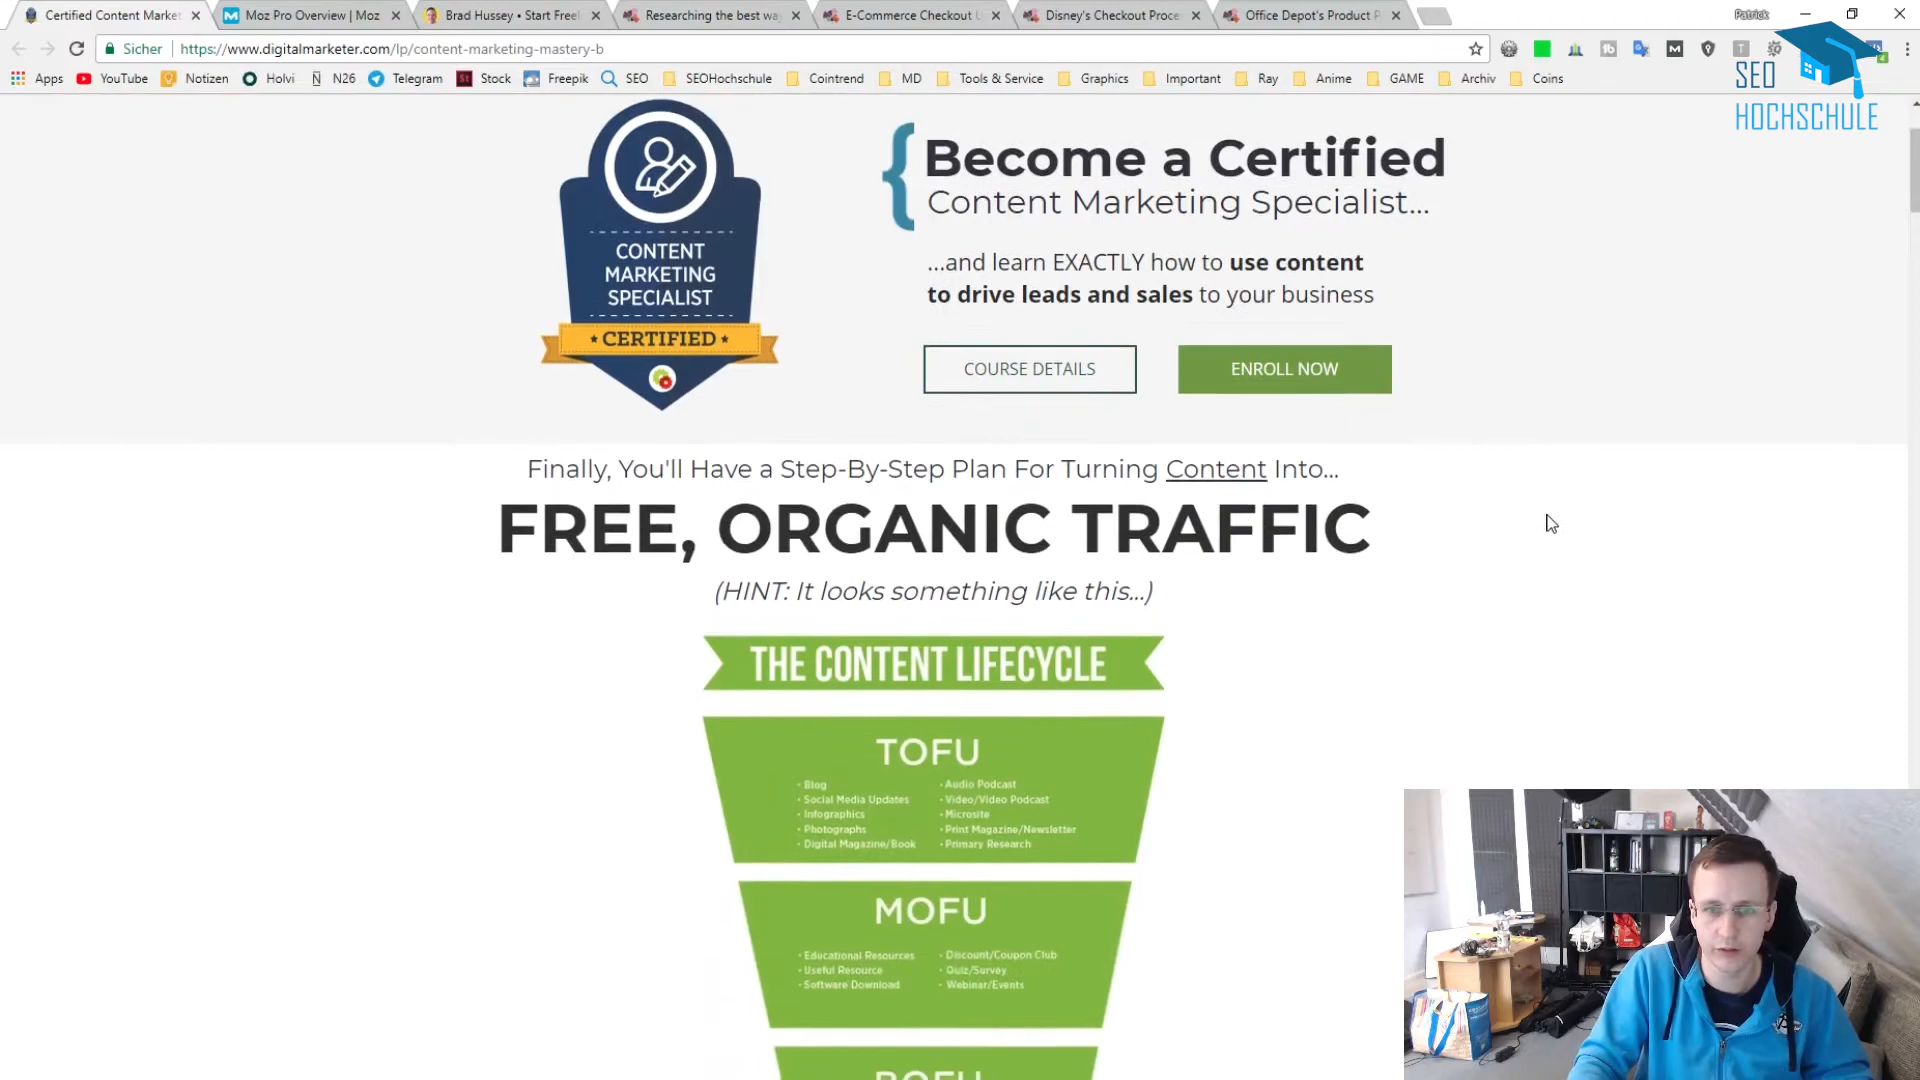 Certified Content Market
Moz Pro Overview | Moz
Brad Hussey • Start Free
Researching the best wa
E-Commerce Checkout U
Disney's Checkout Proce
Office Depot's Product P
Patrick
Sicher
https://www.digitalmarketer.com/lp/content-marketing-mastery-b
Apps
YouTube
Notizen
Holvi
N26
Telegram
Stock
Freepik
SEO
SEOHochschule
Cointrend
MD
Tools & Service
Graphics
Important
Ray
Anime
GAME
Archiv
Coins
SEO
HOCHSCHULE
CONTENT
MARKETING
SPECIALIST
CERTIFIED
Become a Certified
Content Marketing Specialist...
...and learn EXACTLY how to use content
to drive leads and sales to your business
COURSE DETAILS
ENROLL NOW
Finally, You'll Have a Step-By-Step Plan For Turning Content Into...
FREE, ORGANIC TRAFFIC
(HINT: It looks something like this...)
THE CONTENT LIFECYCLE
TOFU
• Blog
• Social Media Updates
• Infographics
• Photographs
• Digital Magazine/Book
• Audio Podcast
• Video/Video Podcast
• Microsite
• Print Magazine/Newsletter
• Primary Research
MOFU
• Educational Resources
• Useful Resource
• Software Download
• Discount/Coupon Club
• Quiz/Survey
• Webinar/Events
BOFU